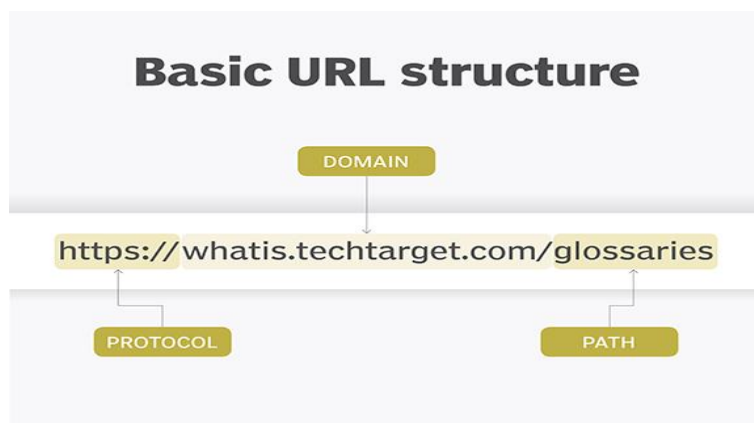 Basic URL structure
DOMAIN
https://whatis.techtarget.com/glossaries
PROTOCOL
PATH